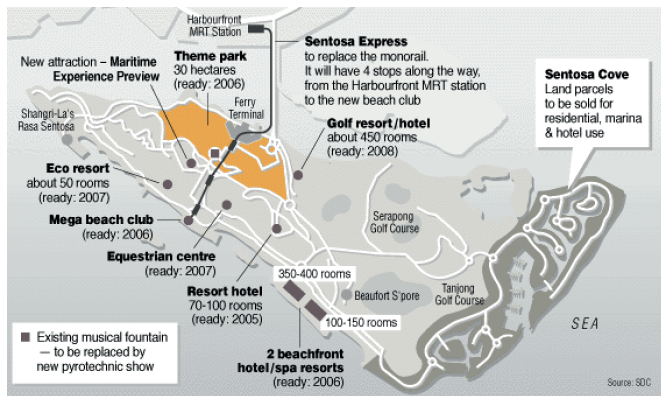 Harbourfront
MRT Station
Sentosa Express
to replace the monorail.
It will have 4 stops along the way,
from the Harbourfront MRT station
to the new beach club
Theme park
30 hectares
(ready: 2006)
New attraction – Maritime
Experience Preview
Sentosa Cove
Land parcels
to be sold for
residential, marina
& hotel use
Ferry
Terminal
Shangri-La's
Rasa Sentosa
Golf resort/hotel
about 450 rooms
(ready: 2008)
Eco resort
about 50 rooms
(ready: 2007)
Mega beach club
(ready: 2006)
Serapong
Golf Course
Equestrian centre
(ready: 2007)
350-400 rooms
Resort hotel
70-100 rooms
(ready: 2005)
Beaufort S'pore
Tanjong
Golf Course
100-150 rooms
SEA
Existing musical fountain
— to be replaced by
new pyrotechnic show
2 beachfront
hotel/spa resorts
(ready: 2006)
Source: SDC